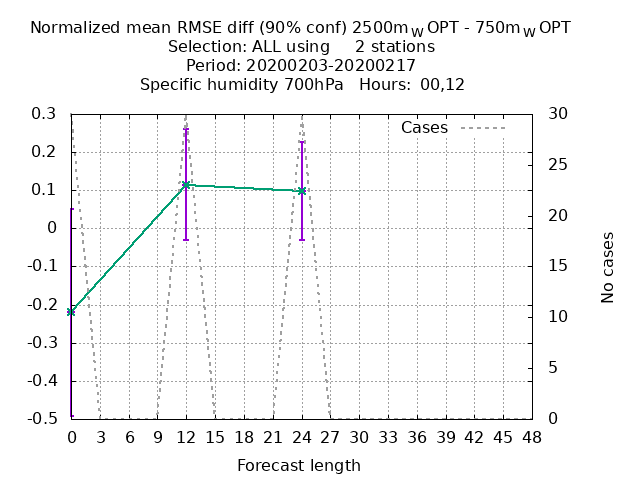 Normalized mean RMSE diff (90% conf) 2500m_W OPT - 750m_W OPT
Selection: ALL using     2 stations
Period: 20200203-20200217
Specific humidity 700hPa   Hours: 00,12
Cases
0.3
0.2
0.1
0
-0.1
-0.2
-0.3
-0.4
-0.5
30
25
20
15
10
5
0
No cases
0 3 6 9 12 15 18 21 24 27 30 33 36 39 42 45 48
Forecast length